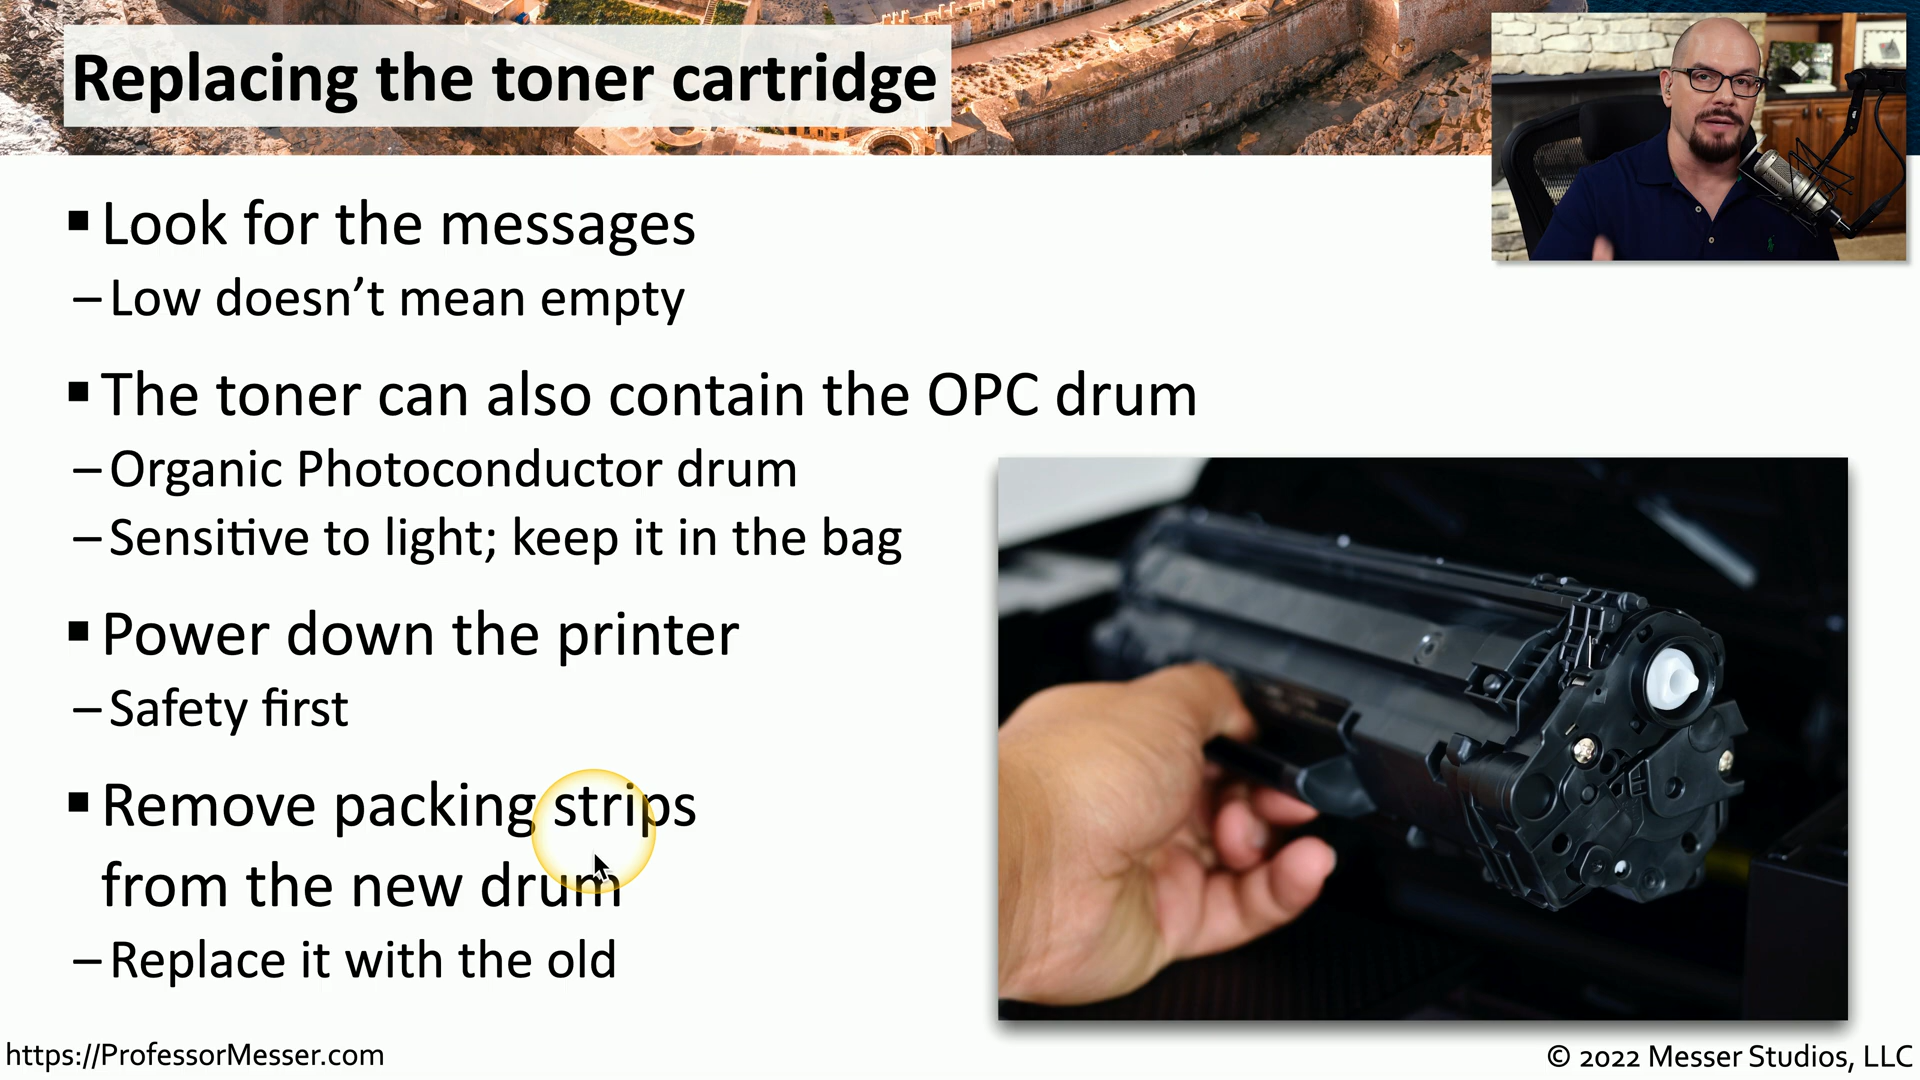 Replacing the toner cartridge
▪ Look for the messages
– Low doesn’t mean empty
▪ The toner can also contain the OPC drum
– Organic Photoconductor drum
– Sensitive to light; keep it in the bag
▪ Power down the printer
– Safety first
▪ Remove packing strips
from the new drum
– Replace it with the old
https://ProfessorMesser.com
© 2022 Messer Studios, LLC